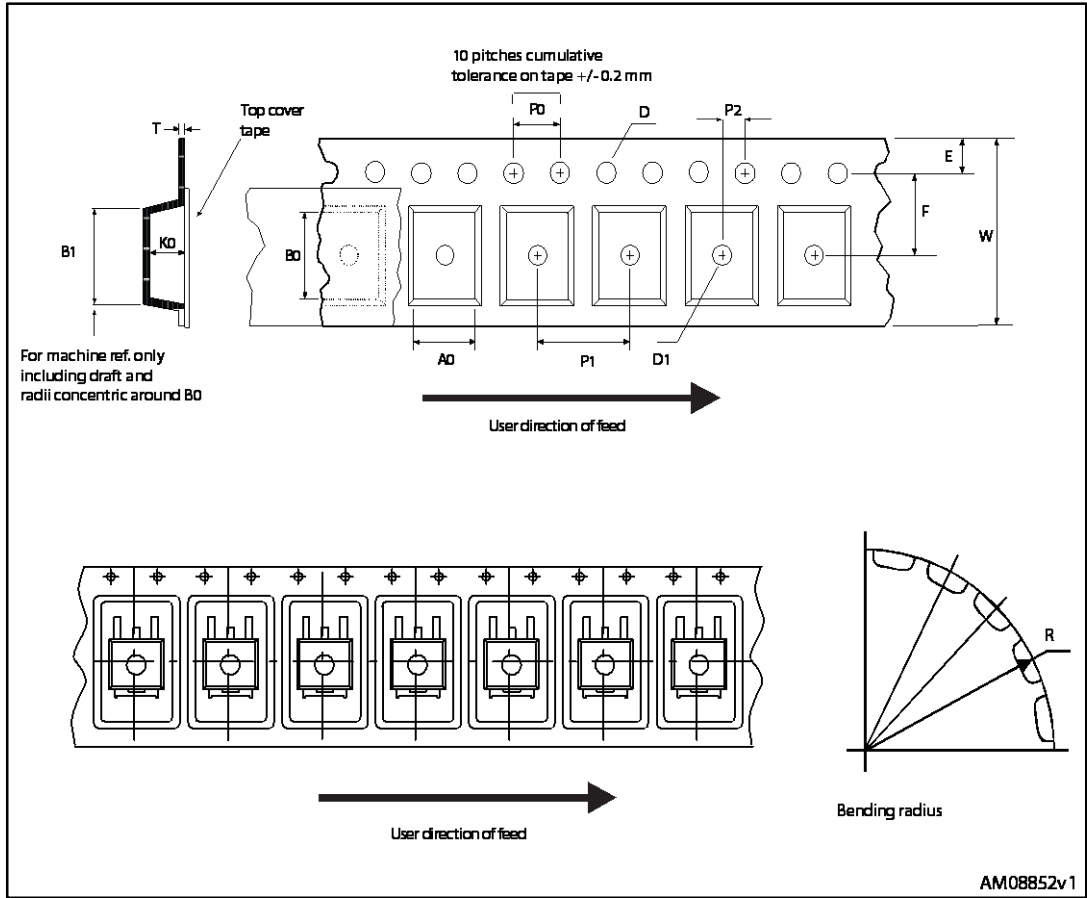 10 pitches cumulative
tolerance on tape +/- 0.2 mm
Top cover
tape
T
P0
D
P2
E
F
W
B1
K0
B0
For machine ref. only
including draft and
radii concentric around B0
A0
P1
D1
User direction of feed
R
Bending radius
User direction of feed
AM08852v1